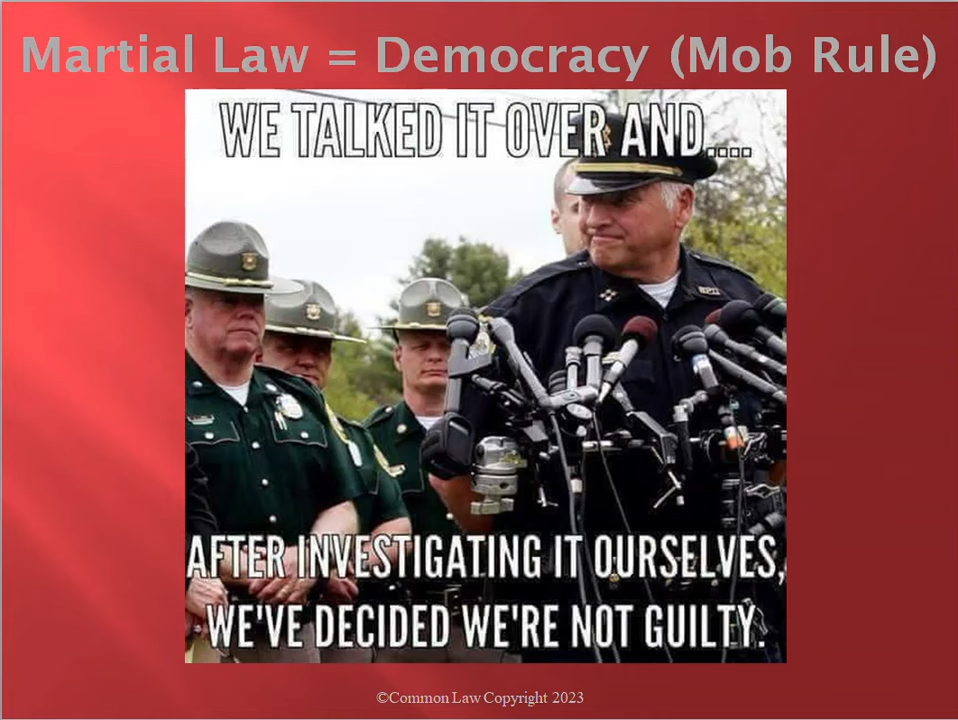 Martial Law = Democracy (Mob Rule)
WE TALKED IT OVER AND....
AFTER INVESTIGATING IT OURSELVES,
WE'VE DECIDED WE'RE NOT GUILTY.
©Common Law Copyright 2023